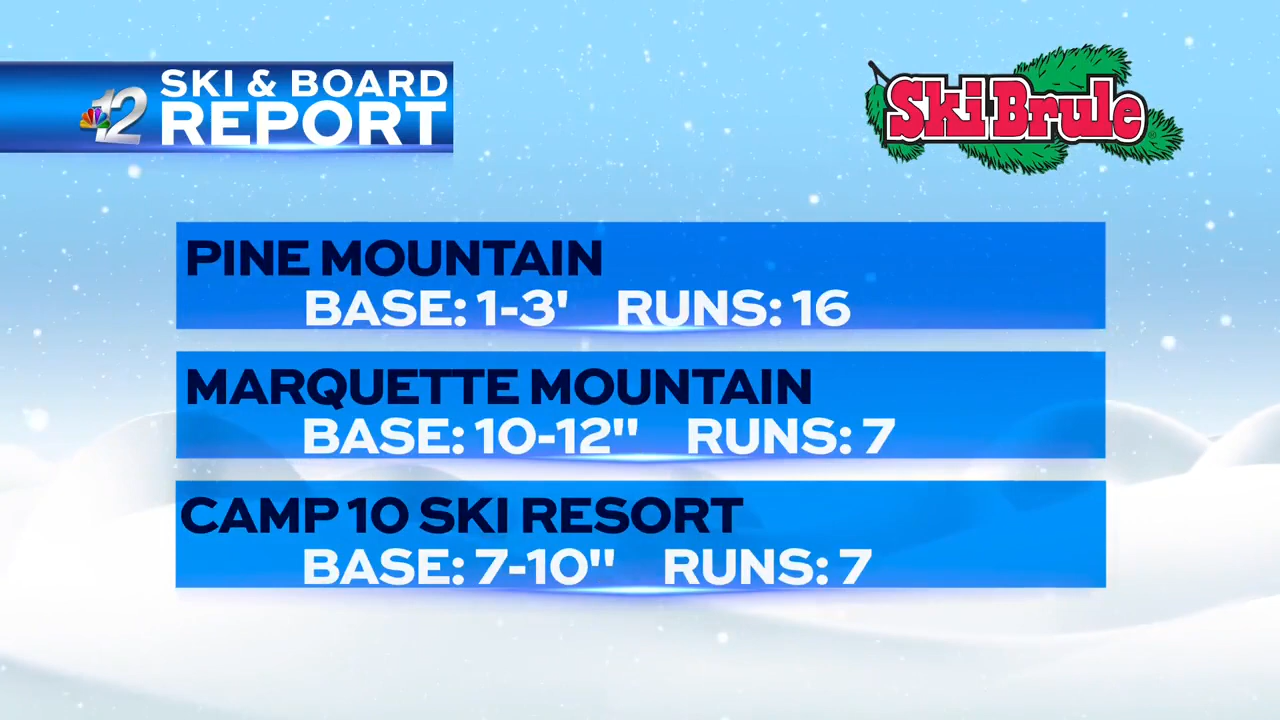 12
SKI & BOARD
REPORT
Ski Brule
PINE MOUNTAIN
BASE: 1-3' RUNS: 16
MARQUETTE MOUNTAIN
BASE: 10-12" RUNS: 7
CAMP 10 SKI RESORT
BASE: 7-10" RUNS: 7